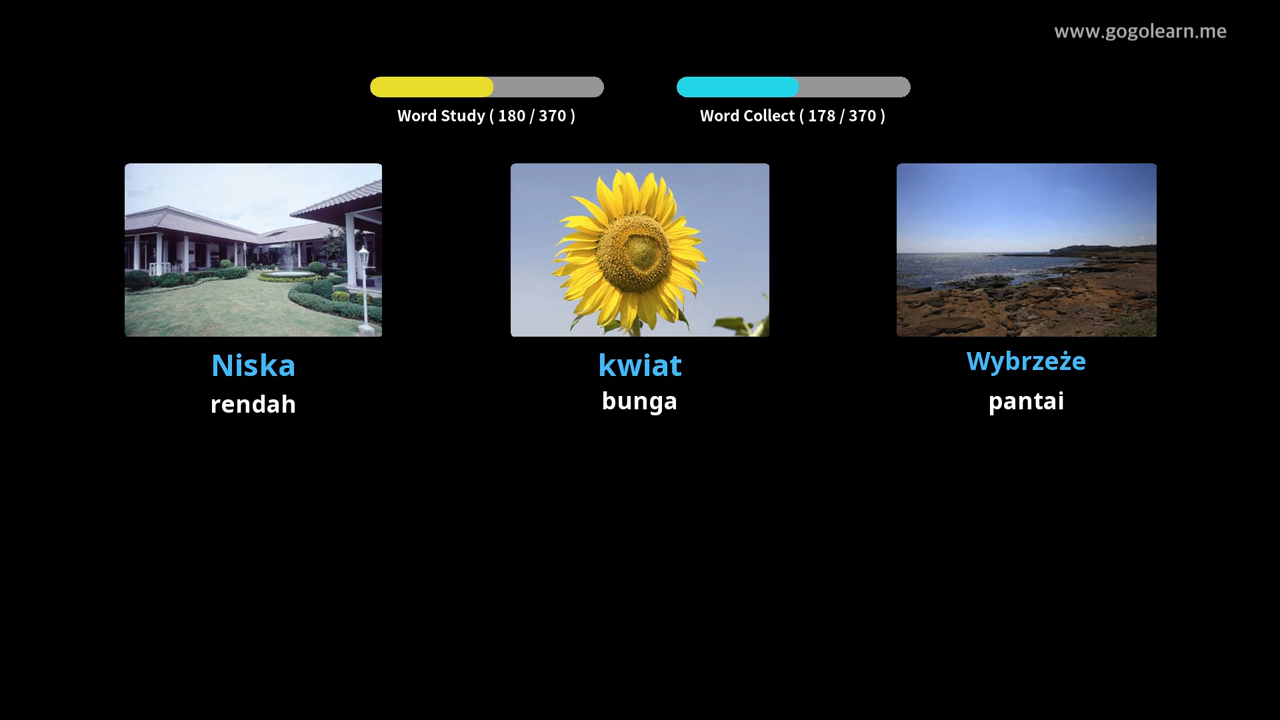 www.gogolearn.me
Word Study ( 180 / 370 )
Word Collect ( 178 / 370 )
Niska
rendah
kwiat
bunga
Wybrzeże
pantai